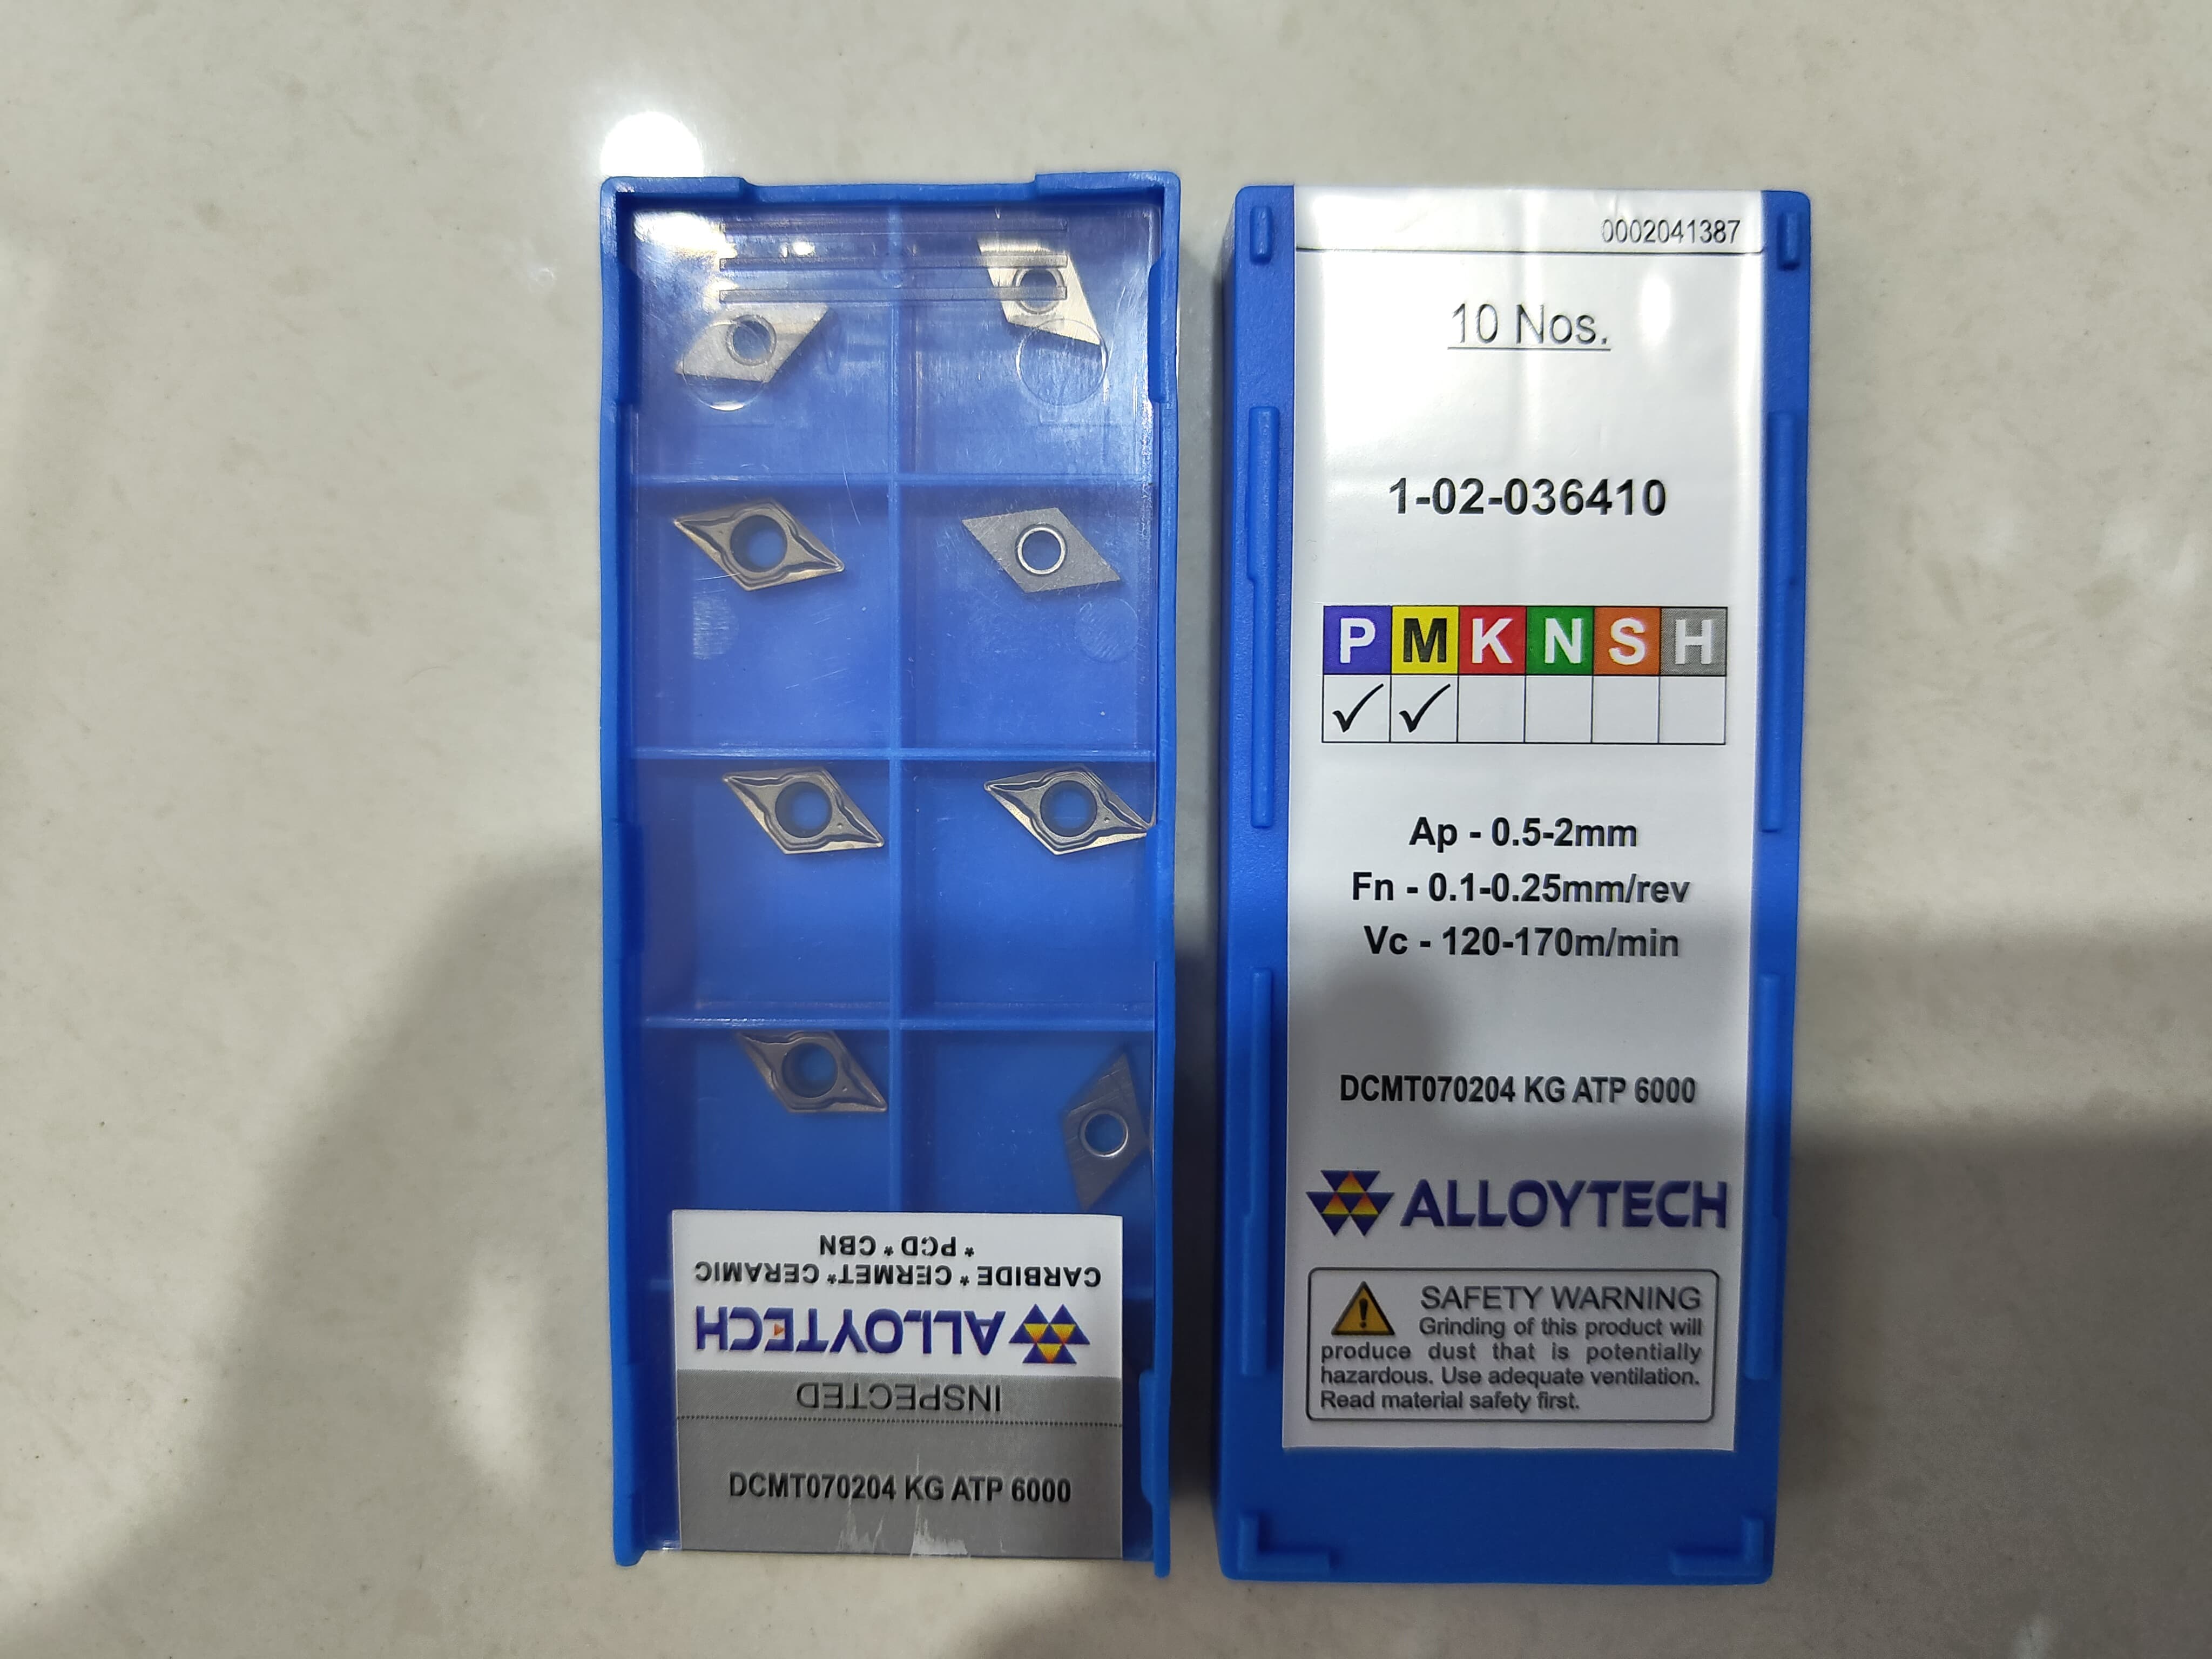 CARBIDE * CERMET * CERAMIC
* PCD * CBN
ALLOYTECH
INSPECTED
DCMT070204 KG ATP 6000
0002041387
10 Nos.
1-02-036410
P M K N S H
✓ ✓
Ap - 0.5-2mm
Fn - 0.1-0.25mm/rev
Vc - 120-170m/min
DCMT070204 KG ATP 6000
ALLOYTECH
SAFETY WARNING
Grinding of this product will
produce dust that is potentially
hazardous. Use adequate ventilation.
Read material safety first.